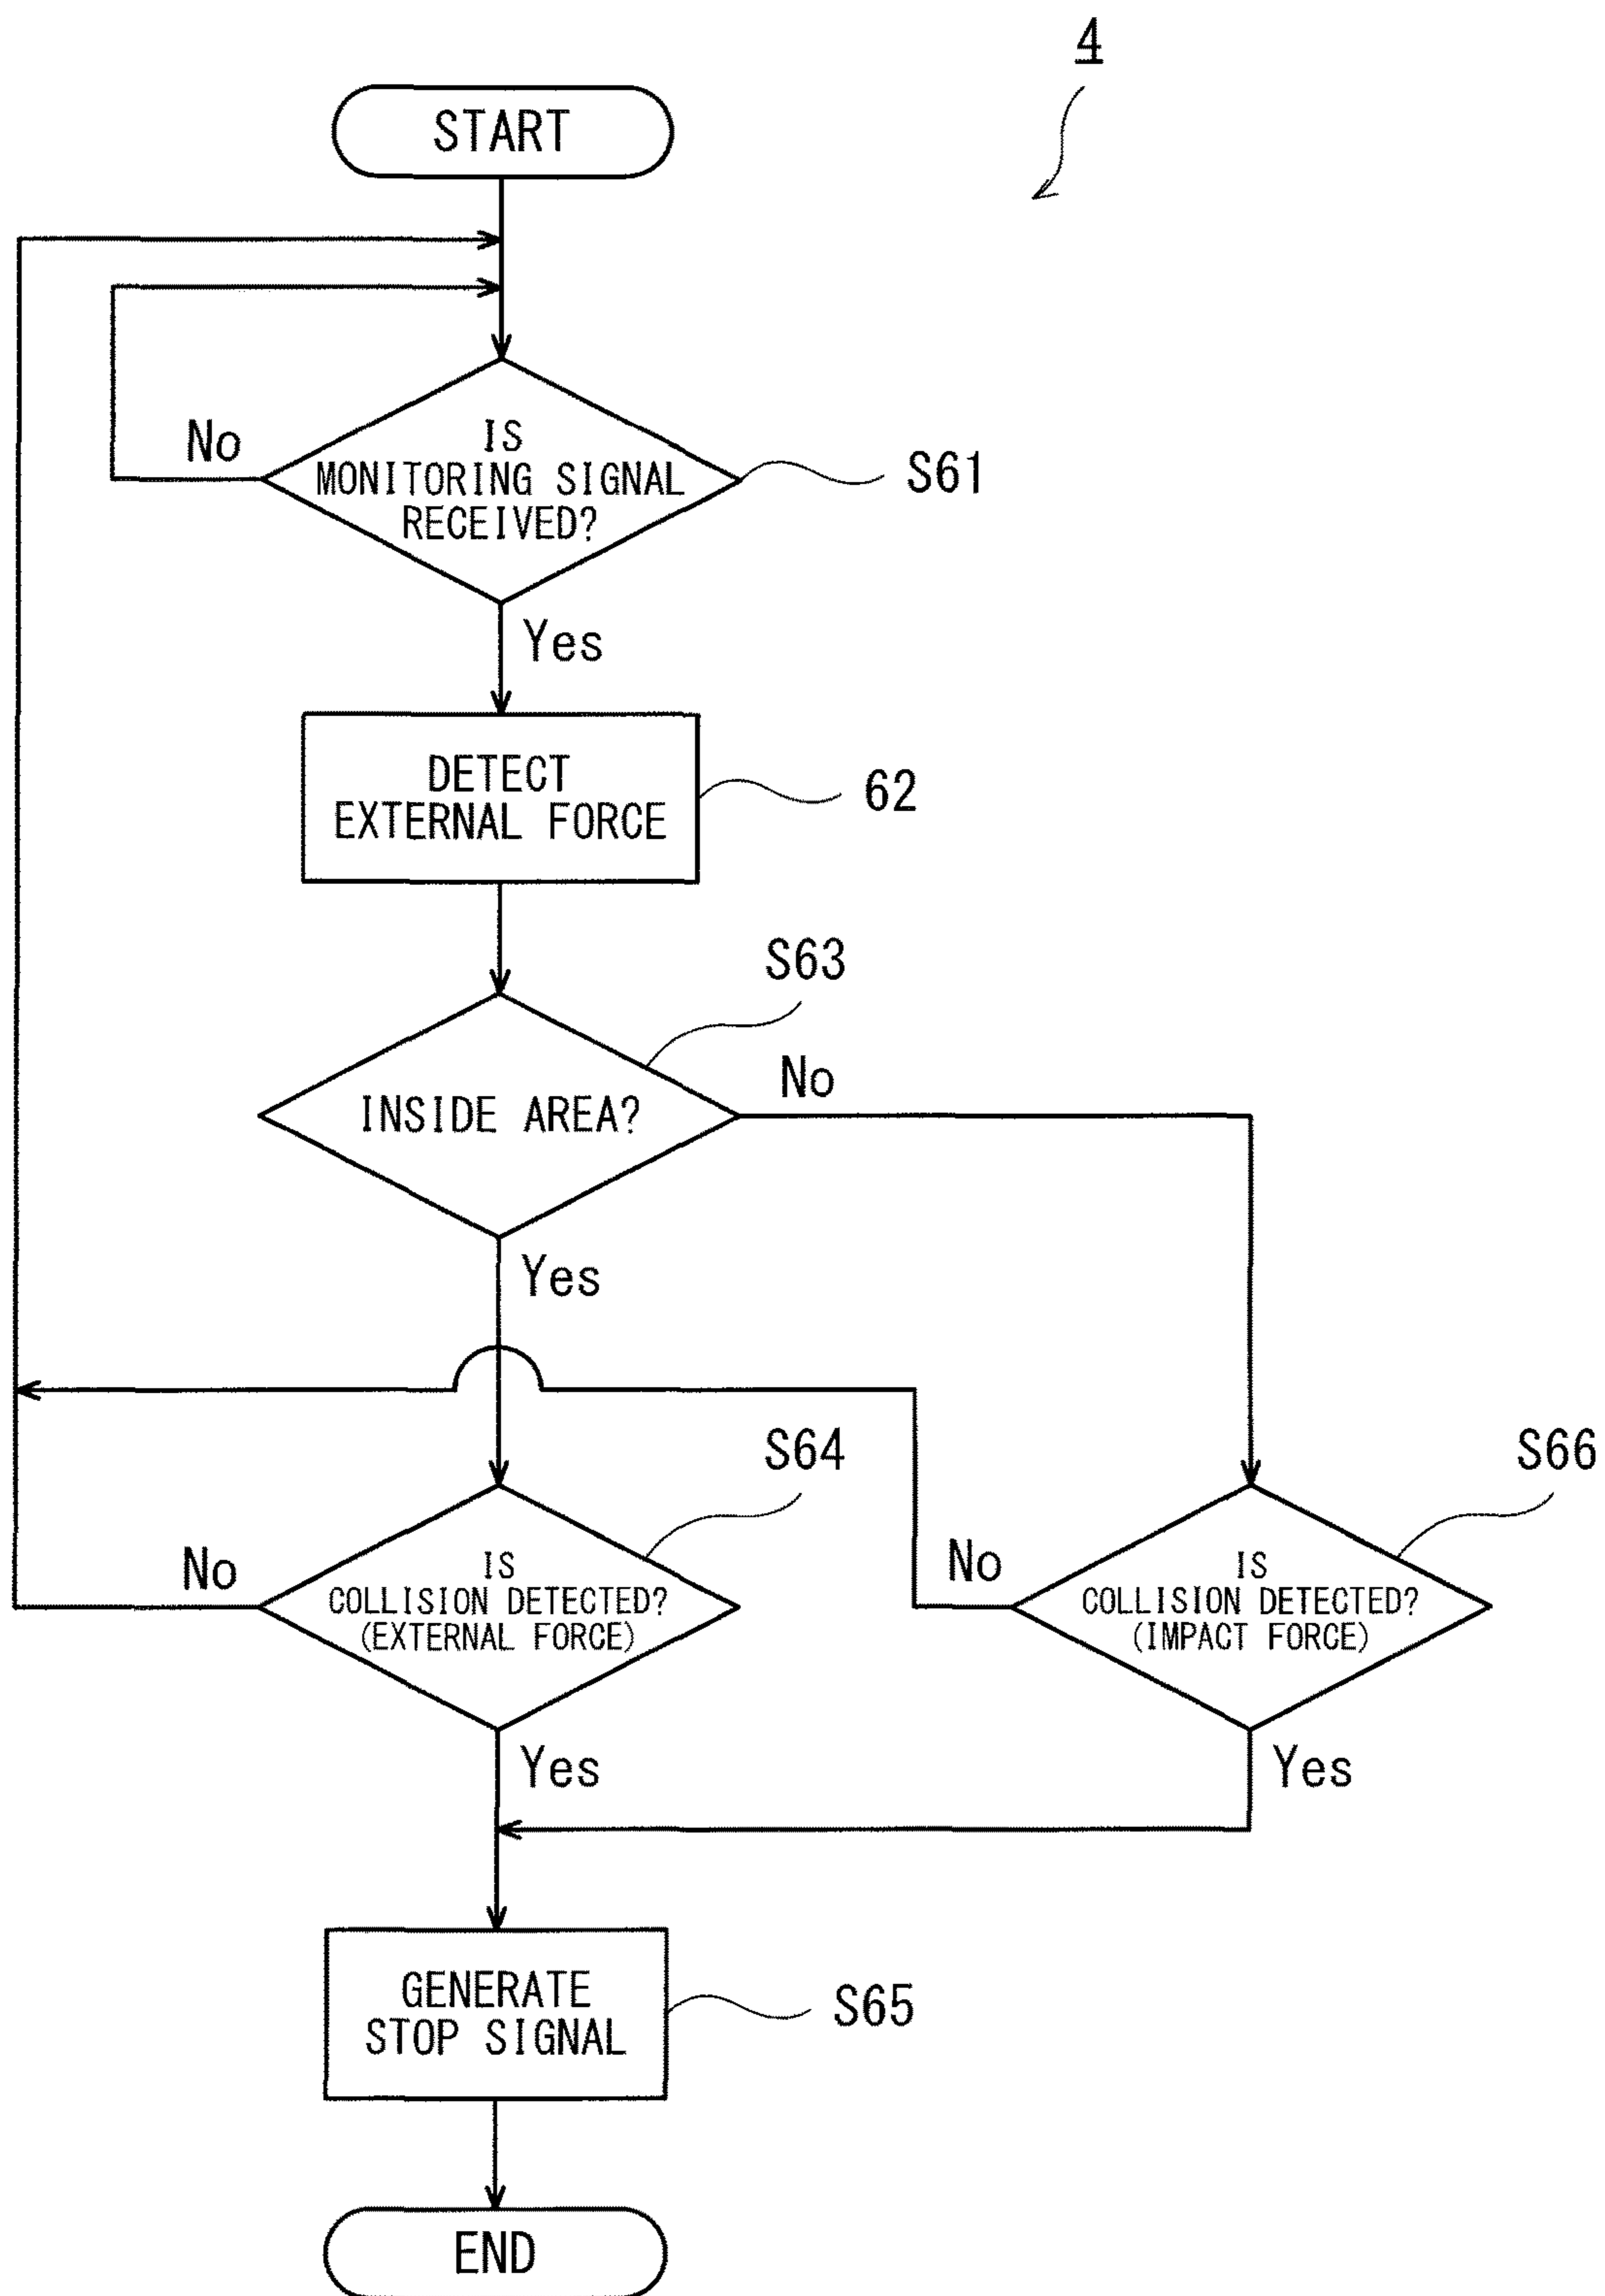 4
START
No
IS
MONITORING SIGNAL
RECEIVED?
S61
Yes
DETECT
EXTERNAL FORCE
62
S63
INSIDE AREA?
No
Yes
S64
S66
No
IS
COLLISION DETECTED?
(EXTERNAL FORCE)
No
IS
COLLISION DETECTED?
(IMPACT FORCE)
Yes
Yes
GENERATE
STOP SIGNAL
S65
END